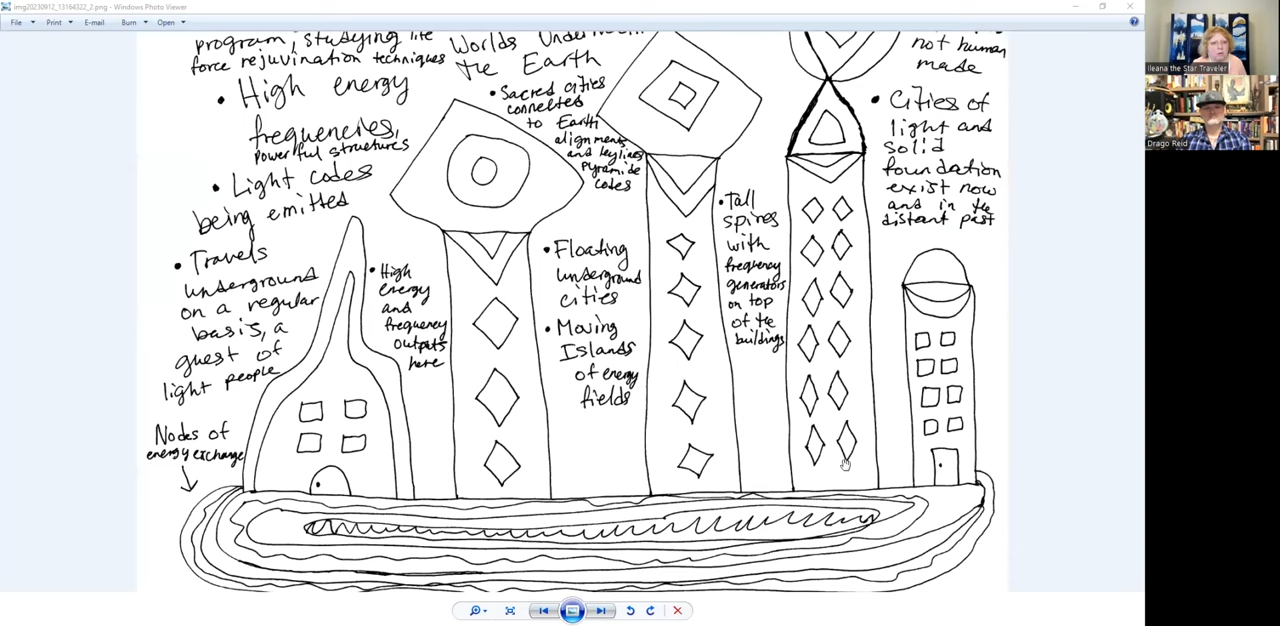 img20230912_13164322_2.png - Windows Photo Viewer
File Print E-mail Burn Open
program, studying life
force rejuvination techniques
• High energy
frequencies,
powerful structures
• Light codes
being emitted
• Travels
underground
on a regular
basis, a
guest of
light people
Nodes of
energy exchange
Worlds Underneath
the Earth
• Sacred cities
connected
to Earth
alignments
and leylines
pyramide
codes
• High
energy
and
frequency
outputs
here
• Floating
underground
cities
• Moving
Islands
of energy
fields
• Tall
spires
with
frequency
generators
on top
of the
buildings
not human
made
• Cities of
light and
solid
foundation
exist now
and in the
distant past
Ileana the Star Traveler
Drago Reid